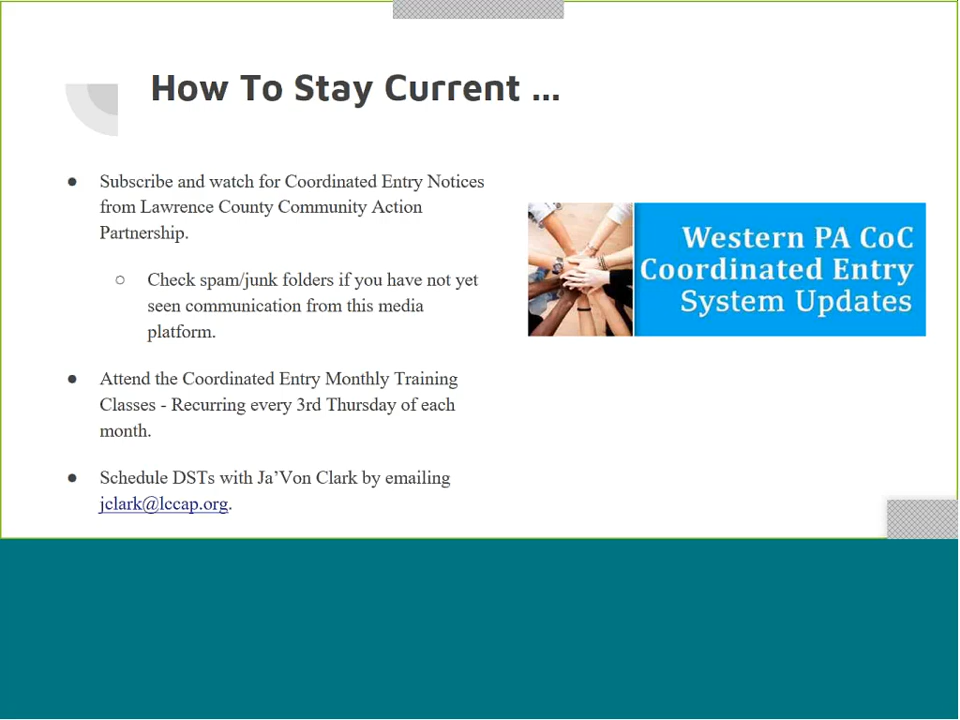 How To Stay Current ...
● Subscribe and watch for Coordinated Entry Notices
from Lawrence County Community Action
Partnership.
○ Check spam/junk folders if you have not yet
seen communication from this media
platform.
● Attend the Coordinated Entry Monthly Training
Classes - Recurring every 3rd Thursday of each
month.
● Schedule DSTs with Ja’Von Clark by emailing
jclark@lccap.org.
Western PA CoC
Coordinated Entry
System Updates